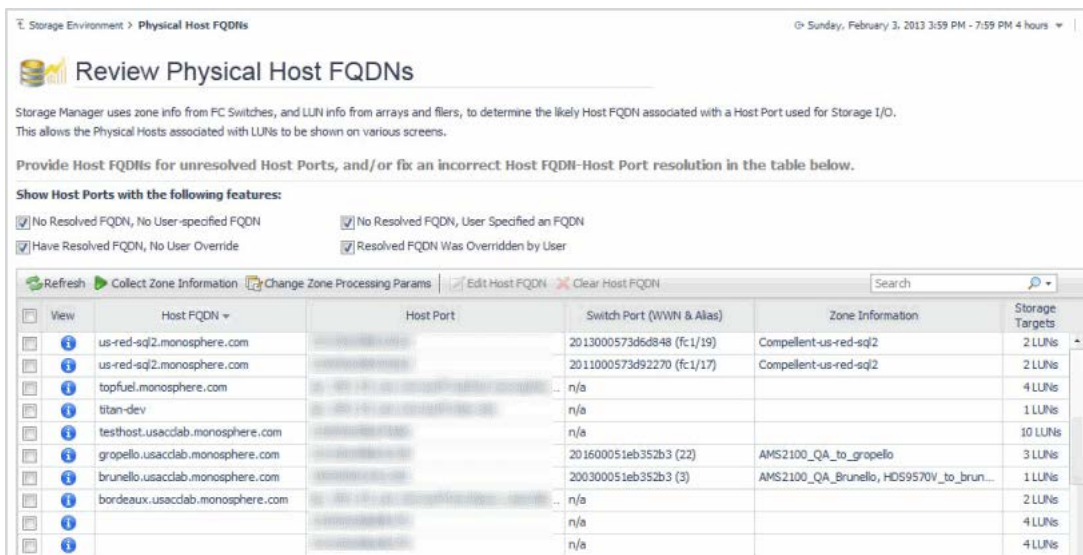 Storage Environment > Physical Host FQDNs
Sunday, February 3, 2013 3:59 PM - 7:59 PM 4 hours
Review Physical Host FQDNs
Storage Manager uses zone info from FC Switches, and LUN info from arrays and filers, to determine the likely Host FQDN associated with a Host Port used for Storage I/O.
This allows the Physical Hosts associated with LUNs to be shown on various screens.
Provide Host FQDNs for unresolved Host Ports, and/or fix an incorrect Host FQDN-Host Port resolution in the table below.
Show Host Ports with the following features:
No Resolved FQDN, No User-specified FQDN No Resolved FQDN, User Specified an FQDN
Have Resolved FQDN, No User Override Resolved FQDN Was Overridden by User
Refresh Collect Zone Information Change Zone Processing Params Edit Host FQDN Clear Host FQDN Search
View Host FQDN Host Port Switch Port (WWN & Alias) Zone Information Storage Targets
us-red-sql2.monosphere.com 2013000573d6d848 (fc1/19) Compellent-us-red-sql2 2 LUNs
us-red-sql2.monosphere.com 2011000573d92270 (fc1/17) Compellent-us-red-sql2 2 LUNs
topfuel.monosphere.com n/a 4 LUNs
titan-dev n/a 1 LUNs
testhost.usacclab.monosphere.com n/a 10 LUNs
gropello.usacclab.monosphere.com 201600051eb352b3 (22) AMS2100_QA_to_gropello 3 LUNs
brunello.usacclab.monosphere.com 200300051eb352b3 (3) AMS2100_QA_Brunello, HDS9570V_to_brun... 1 LUNs
bordeaux.usacclab.monosphere.com n/a 2 LUNs
n/a 4 LUNs
n/a 4 LUNs